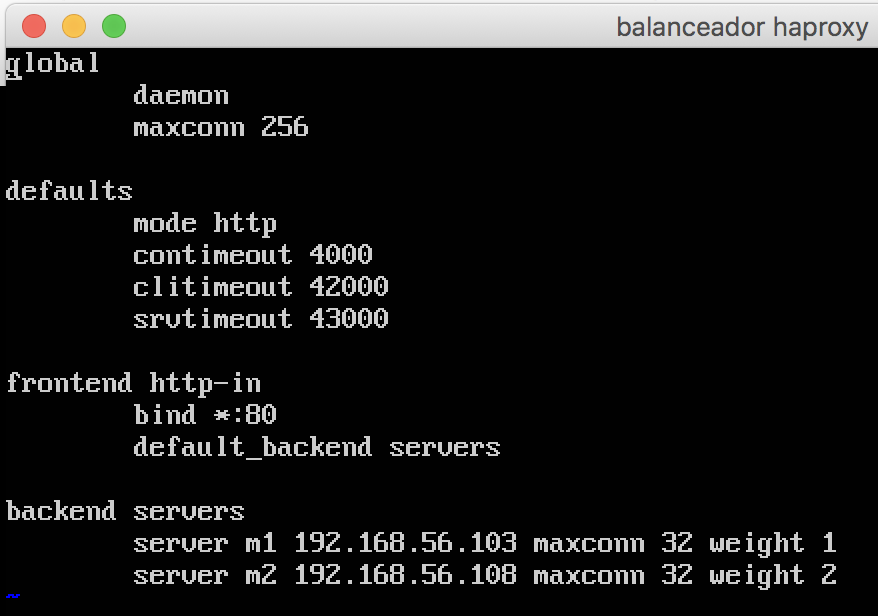 balanceador haproxy
global
daemon
maxconn 256
defaults
mode http
contimeout 4000
clitimeout 42000
srvtimeout 43000
frontend http-in
bind *:80
default_backend servers
backend servers
server m1 192.168.56.103 maxconn 32 weight 1
server m2 192.168.56.108 maxconn 32 weight 2
~